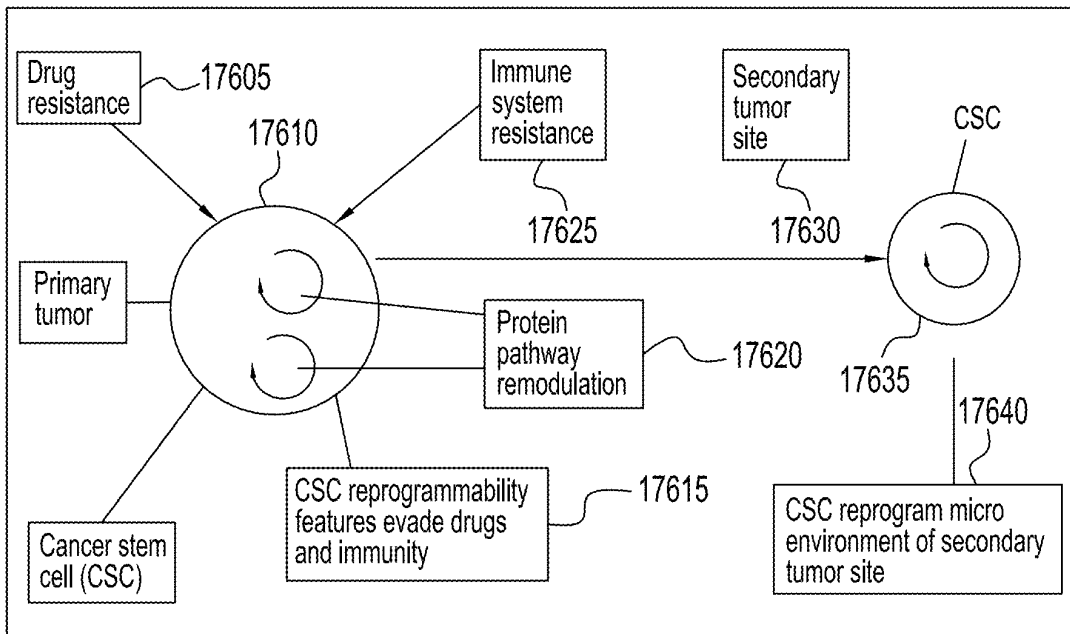 Drug
resistance
17605
17610
Immune
system
resistance
17625
Secondary
tumor
site
17630
CSC
Primary
tumor
Protein
pathway
remodulation
17620
17635
17640
Cancer stem
cell (CSC)
CSC reprogrammability
features evade drugs
and immunity
17615
CSC reprogram micro
environment of secondary
tumor site